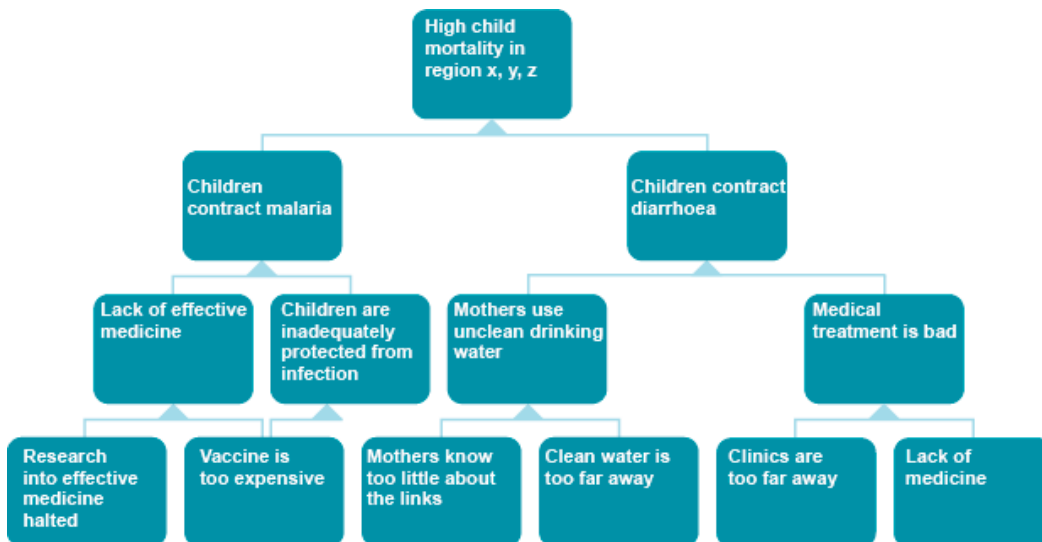 High child
mortality in
region x, y, z
Children
contract malaria
Children contract
diarrhoea
Lack of effective
medicine
Children are
inadequately
protected from
infection
Mothers use
unclean drinking
water
Medical
treatment is bad
Research
into effective
medicine
halted
Vaccine is
too expensive
Mothers know
too little about
the links
Clean water is
too far away
Clinics are
too far away
Lack of
medicine